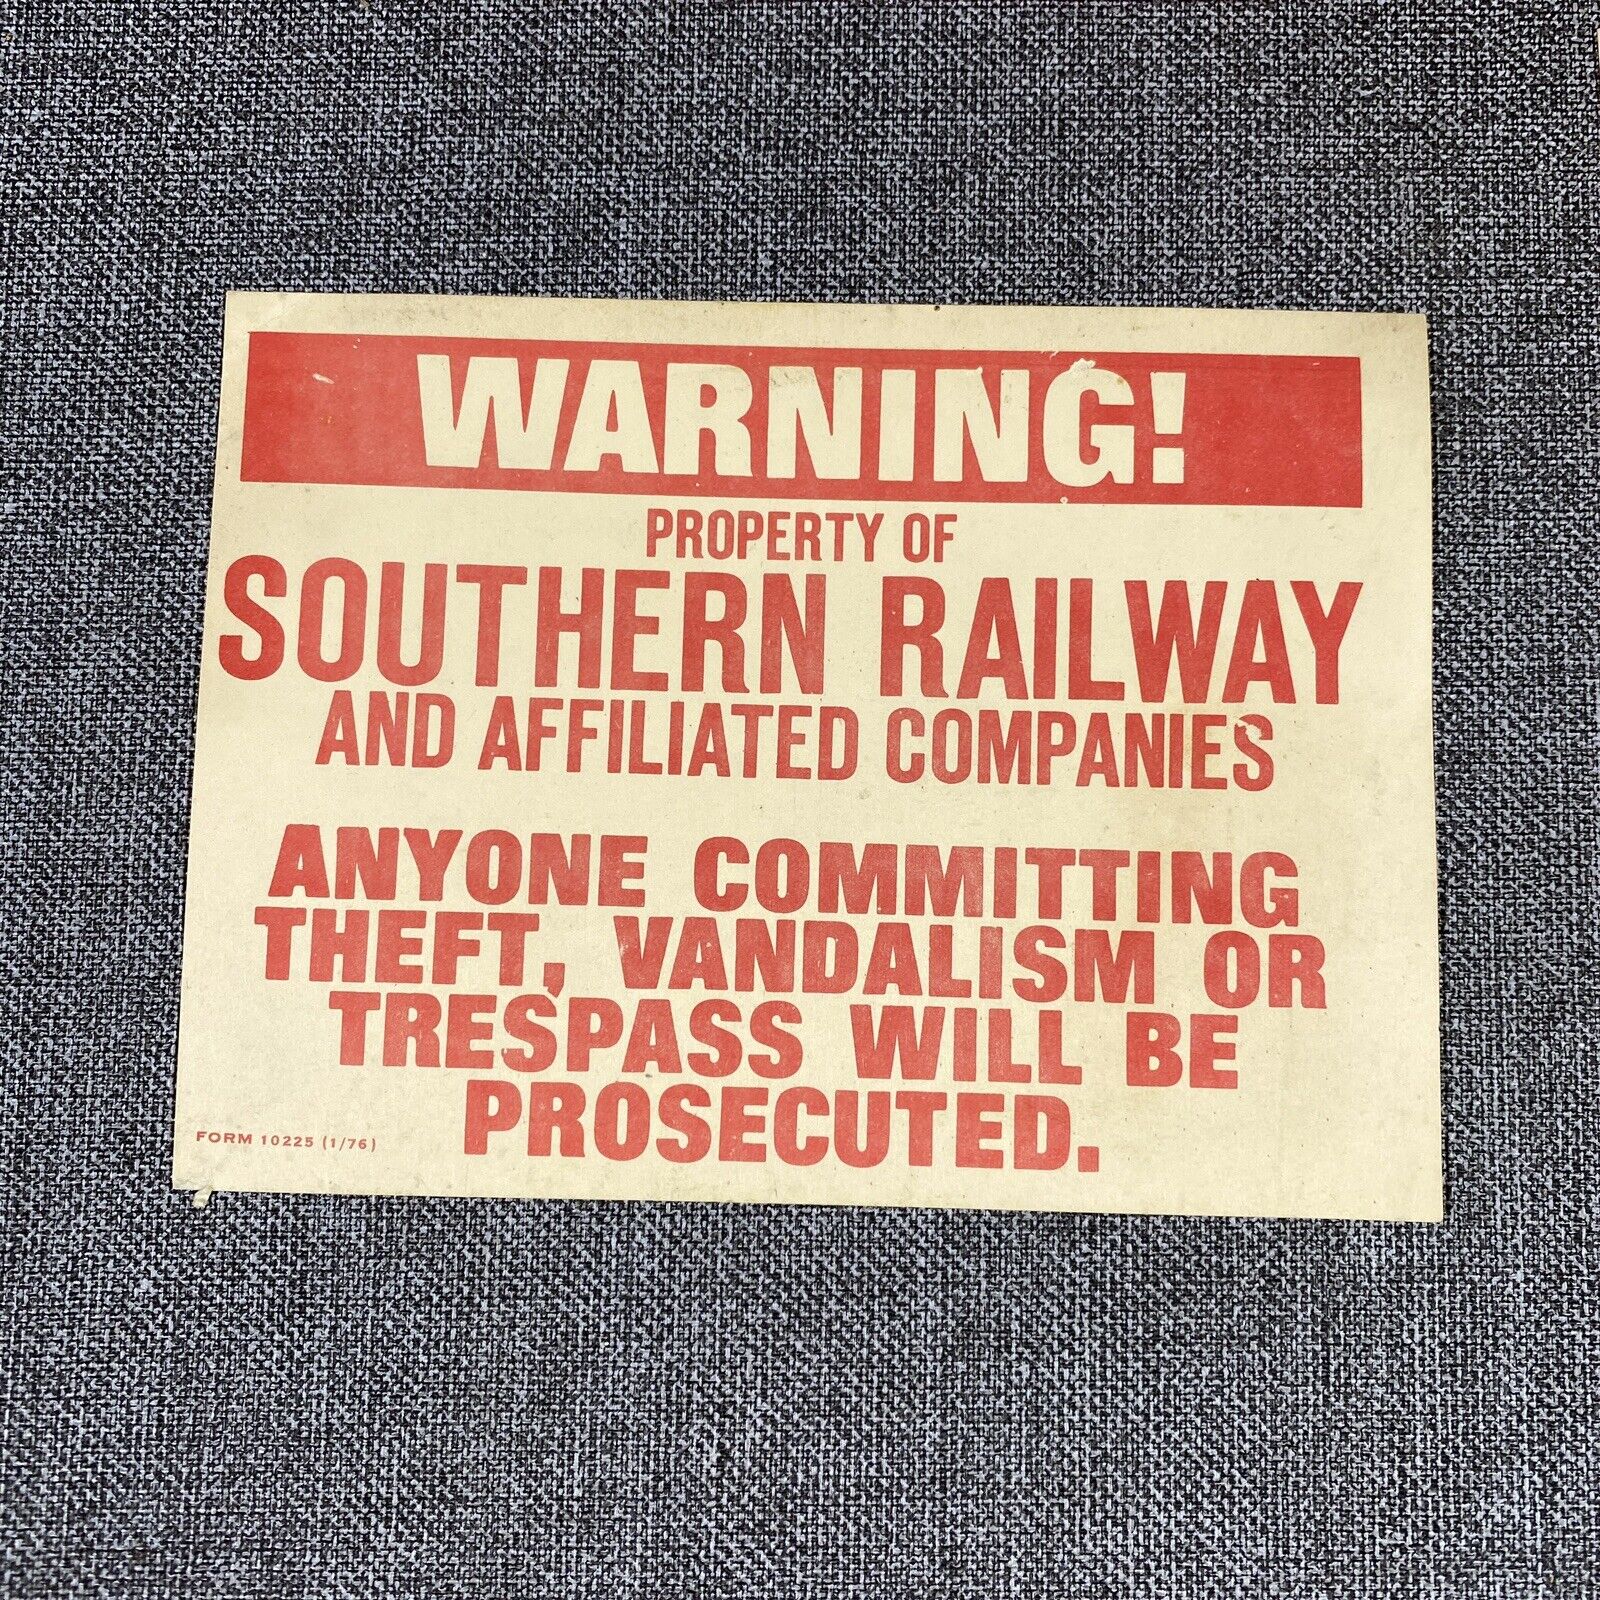 WARNING!
PROPERTY OF
SOUTHERN RAILWAY
AND AFFILIATED COMPANIES
ANYONE COMMITTING
THEFT, VANDALISM OR
TRESPASS WILL BE
PROSECUTED.
FORM 10225 (1/76)